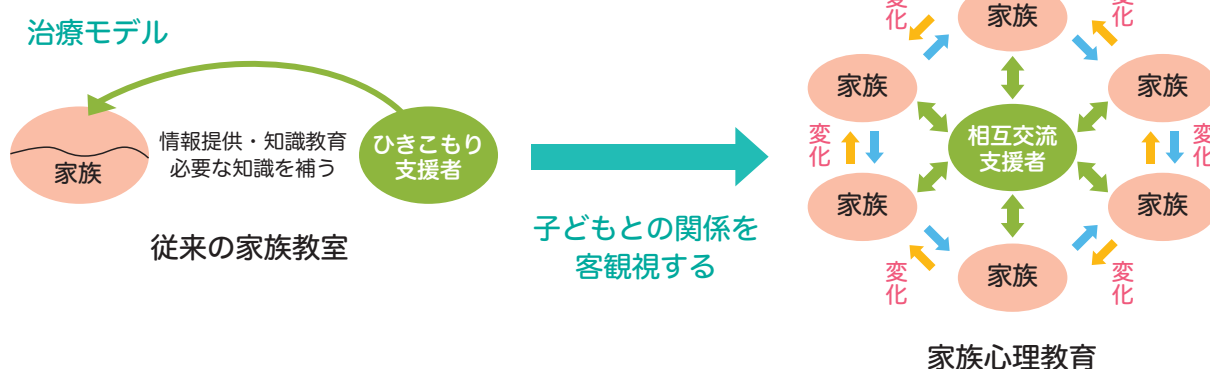 治療モデル
家族
情報提供・知識教育
必要な知識を補う
ひきこもり
支援者
従来の家族教室
子どもとの関係を
客観視する
変化
家族
変化
家族
家族
変化
相互交流
支援者
変化
家族
家族
変化
家族
変化
家族心理教育